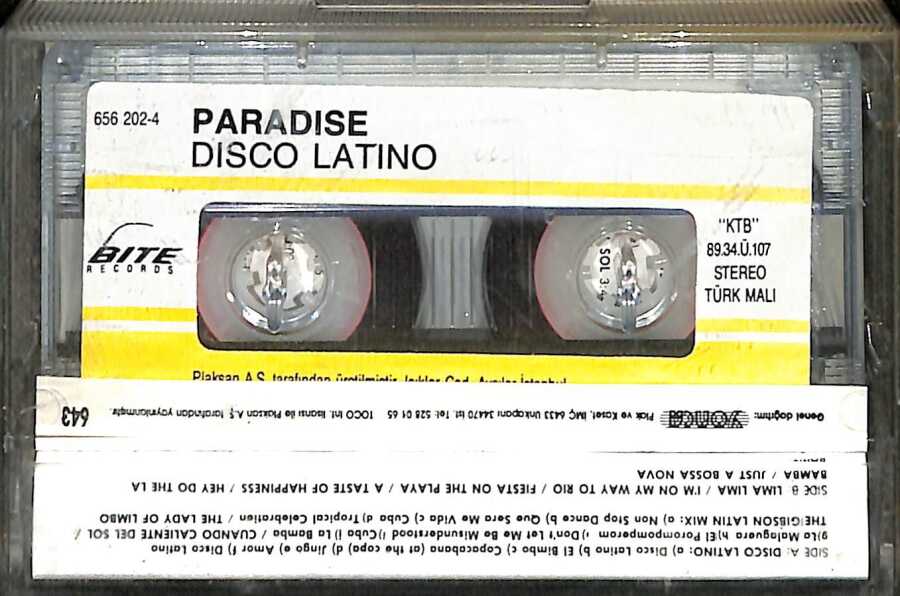 656 202-4
PARADISE
DISCO LATINO
BITE
RECORDS
"KTB"
89.34.Ü.107
STEREO
TÜRK MALI
SOL 3:4
Plaksan A.Ş. tarafından üretilmiştir. Işıklar Cad. Avcılar İstanbul
Genel dağıtım: YONCA Plak ve Kaset, İMÇ 6433 Unkapanı 34470 İst. Tel: 528 01 65 TOCO Int. lisansı ile Plaksan A.Ş. tarafından yayınlanmıştır. 643
SIDE A: DISCO LATINO: a) Disco Latino b) El Bimbo c) Copacabana (at the) d) (copa) e) Jingo f) Amor f) Disco Latino
g) La Malaguera h) El Porompompom ı) Don't Let Me Be Misunderstood i) Cuba j) La Bamba / CUANDO CALIENTE DEL SOL /
THE GIBSON LATIN MIX: a) Non Stop Dance b) Que Sera Me Vida c) Cuba d) Tropical Celebration / THE LADY OF LIMBO
SIDE B: LIMA LIMA / I'M ON MY WAY TO RIO / FIESTA ON THE PLAYA / A TASTE OF HAPPINESS / HEY DO THE LA
BAMBA / JUST A BOSSA NOVA